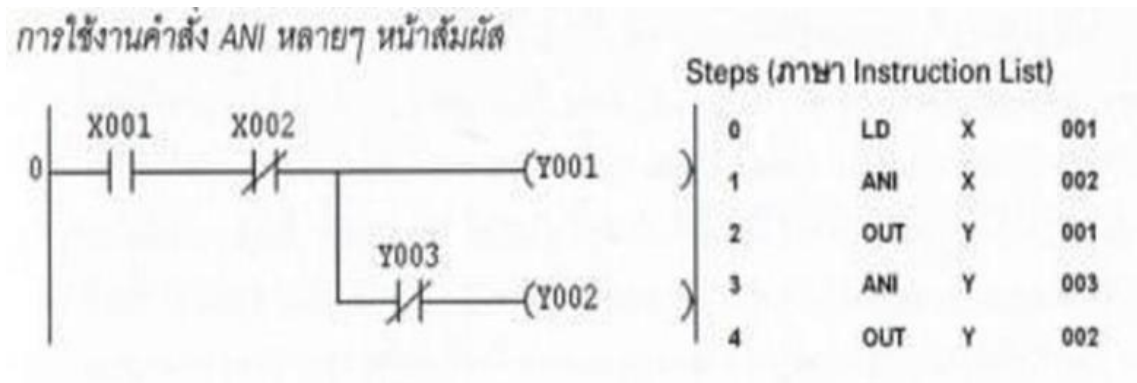 การใช้งานคำสั่ง ANI หลายๆ หน้าสัมผัส
Steps (ภาษา Instruction List)
X001 X002
0 (Y001 )
Y003
(Y002 )
0 LD X 001
1 ANI X 002
2 OUT Y 001
3 ANI Y 003
4 OUT Y 002